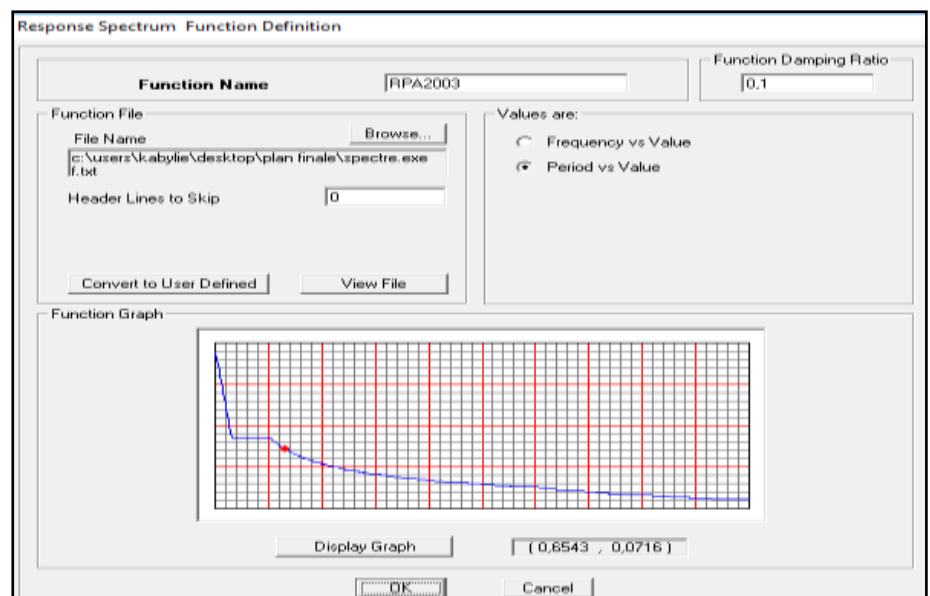 Response Spectrum Function Definition
Function Name
RPA2003
Function Damping Ratio
0,1
Function File
File Name
Browse...
c:\users\kabylie\desktop\plan finale\spectre.exe
f.txt
Header Lines to Skip
0
Convert to User Defined
View File
Values are:
Frequency vs Value
Period vs Value
Function Graph
Display Graph
( 0,6543 , 0,0716 )
OK
Cancel